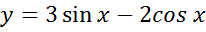 y = 3 sin x − 2cos x